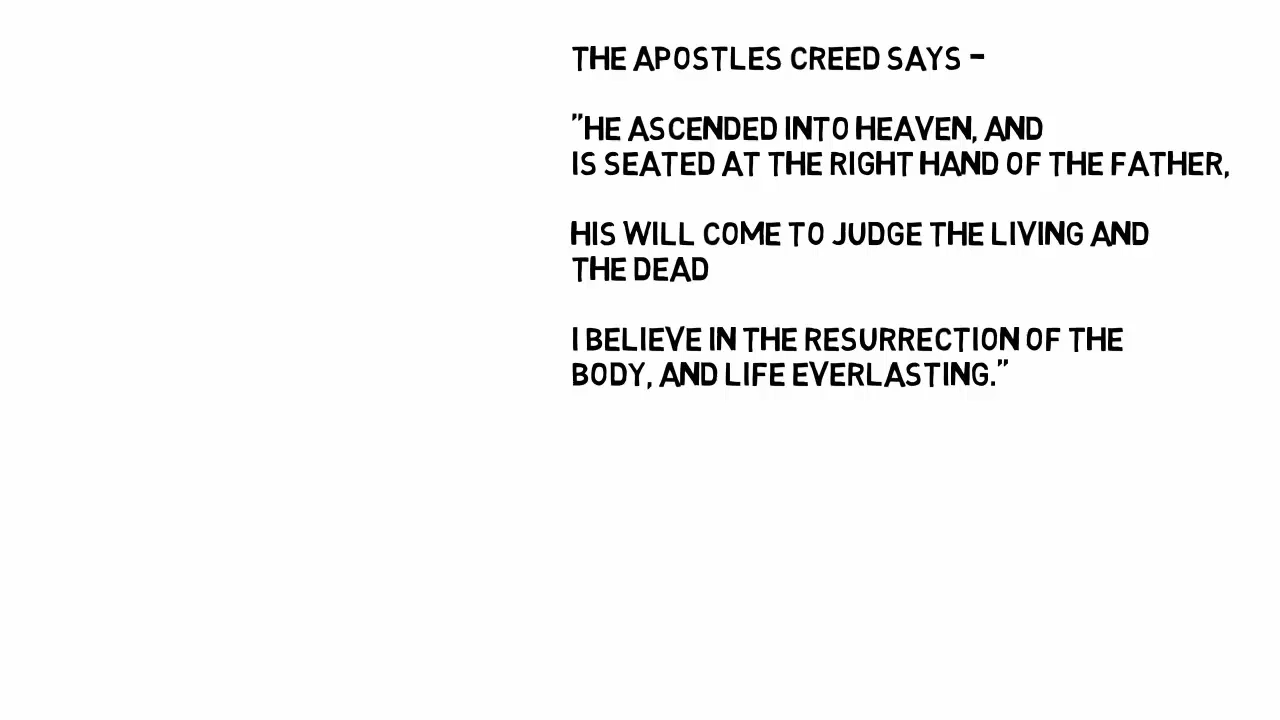 THE APOSTLES CREED SAYS -
"HE ASCENDED INTO HEAVEN, AND
IS SEATED AT THE RIGHT HAND OF THE FATHER,
HIS WILL COME TO JUDGE THE LIVING AND
THE DEAD
I BELIEVE IN THE RESURRECTION OF THE
BODY, AND LIFE EVERLASTING."